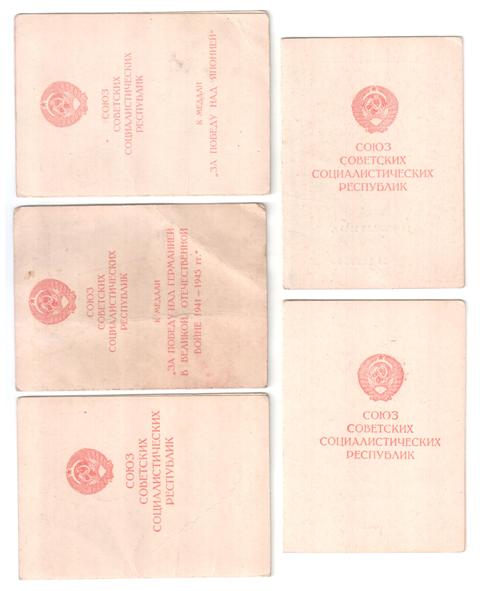 СОЮЗ
СОВЕТСКИХ
СОЦИАЛИСТИЧЕСКИХ
РЕСПУБЛИК
К МЕДАЛИ
„ЗА ПОБЕДУ НАД ЯПОНИЕЙ"
СОЮЗ
СОВЕТСКИХ
СОЦИАЛИСТИЧЕСКИХ
РЕСПУБЛИК
К МЕДАЛИ
„ЗА ПОБЕДУ НАД ГЕРМАНИЕЙ
В ВЕЛИКОЙ ОТЕЧЕСТВЕННОЙ
ВОЙНЕ 1941–1945 гг."
СОЮЗ
СОВЕТСКИХ
СОЦИАЛИСТИЧЕСКИХ
РЕСПУБЛИК
СОЮЗ
СОВЕТСКИХ
СОЦИАЛИСТИЧЕСКИХ
РЕСПУБЛИК
СОЮЗ
СОВЕТСКИХ
СОЦИАЛИСТИЧЕСКИХ
РЕСПУБЛИК